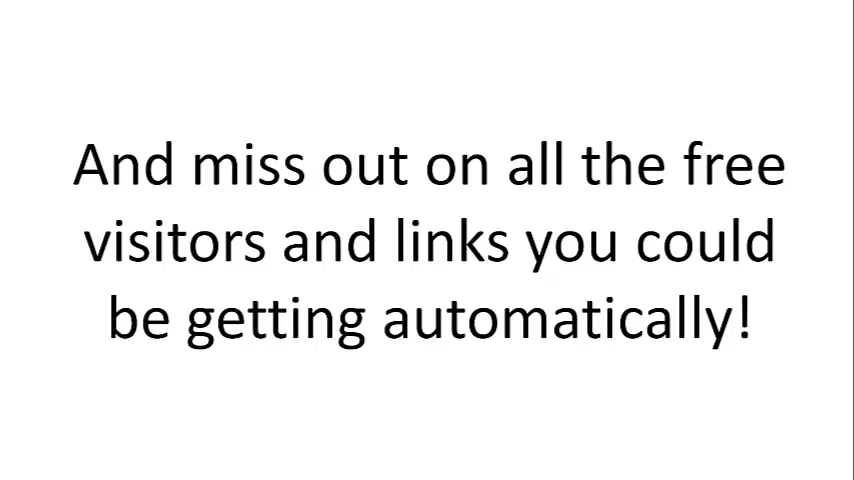 And miss out on all the free
visitors and links you could
be getting automatically!